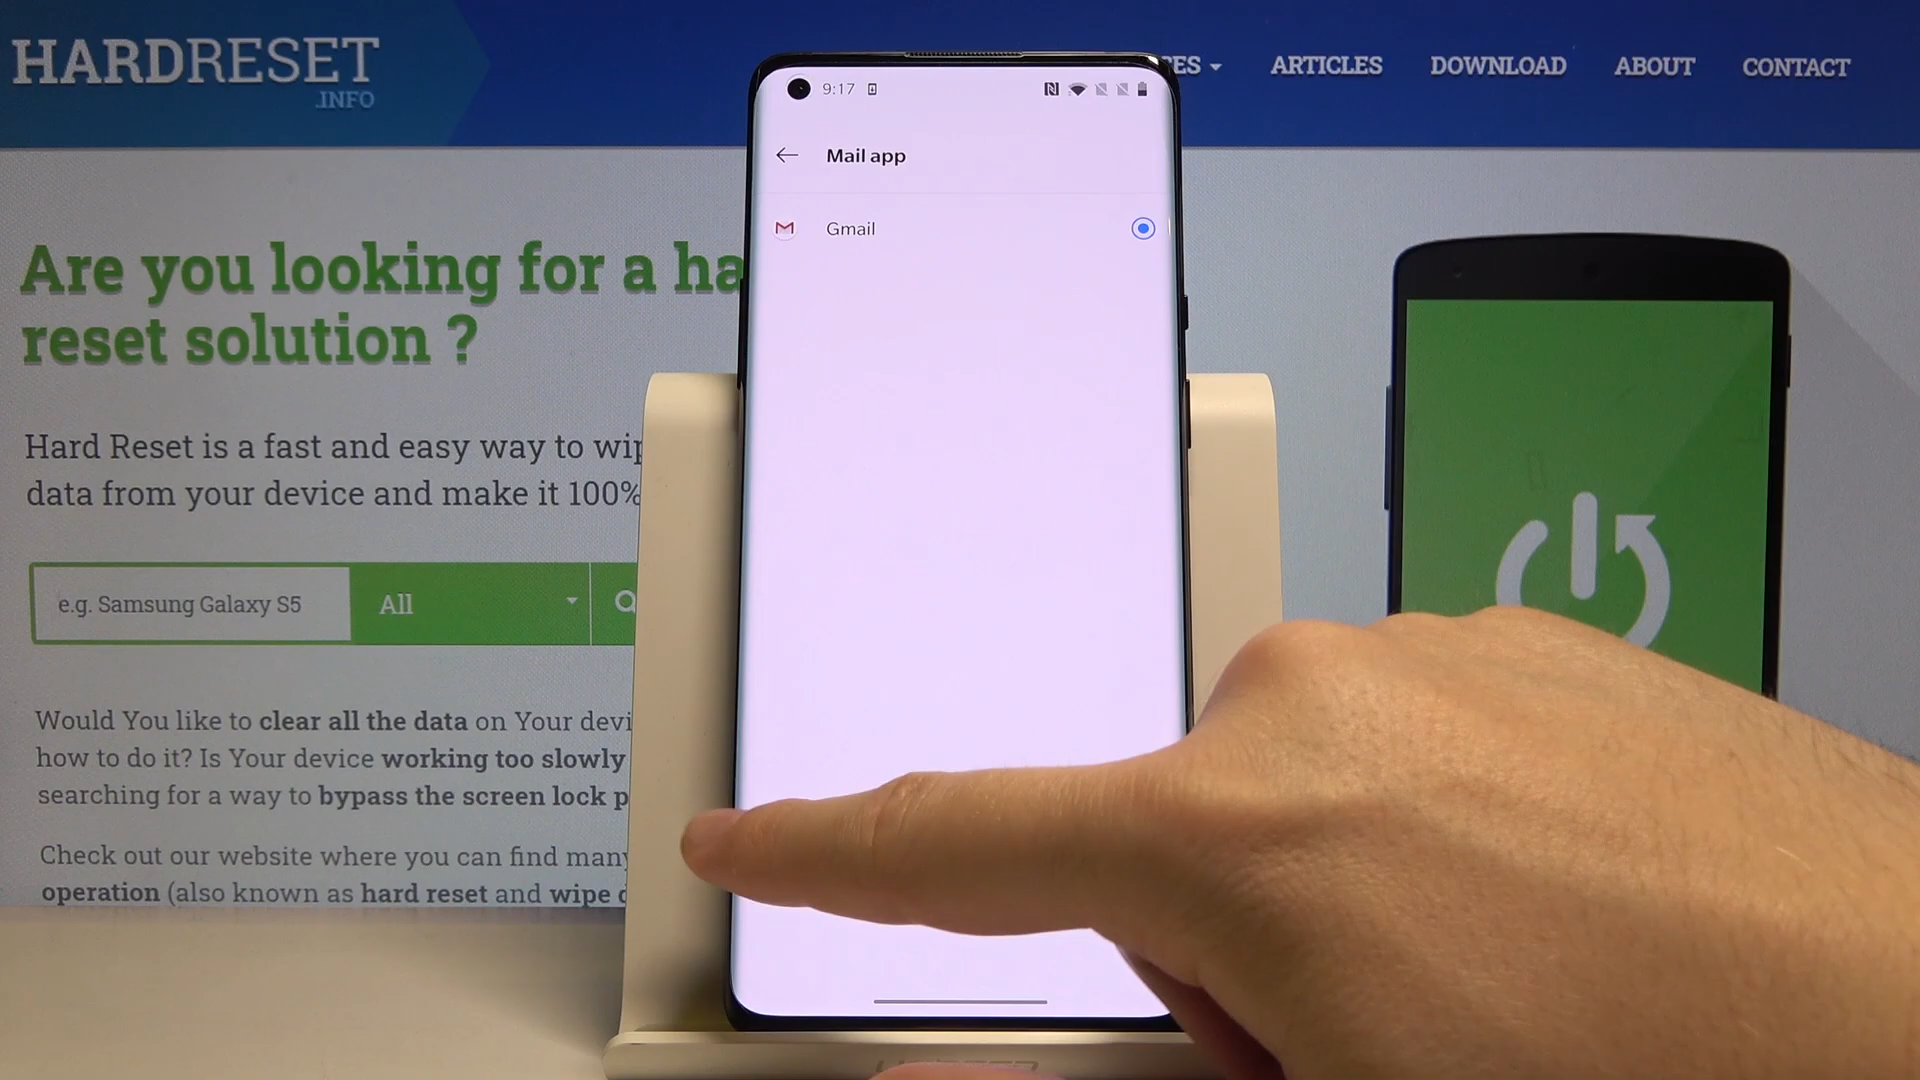 HARDRESET
.INFO
CES
ARTICLES
DOWNLOAD
ABOUT
CONTACT
9:17
Mail app
Gmail
Are you looking for a ha
reset solution ?
Hard Reset is a fast and easy way to wip
data from your device and make it 100%
e.g. Samsung Galaxy S5
All
Would You like to clear all the data on Your devi
how to do it? Is Your device working too slowly
searching for a way to bypass the screen lock p
Check out our website where you can find many
operation (also known as hard reset and wipe d